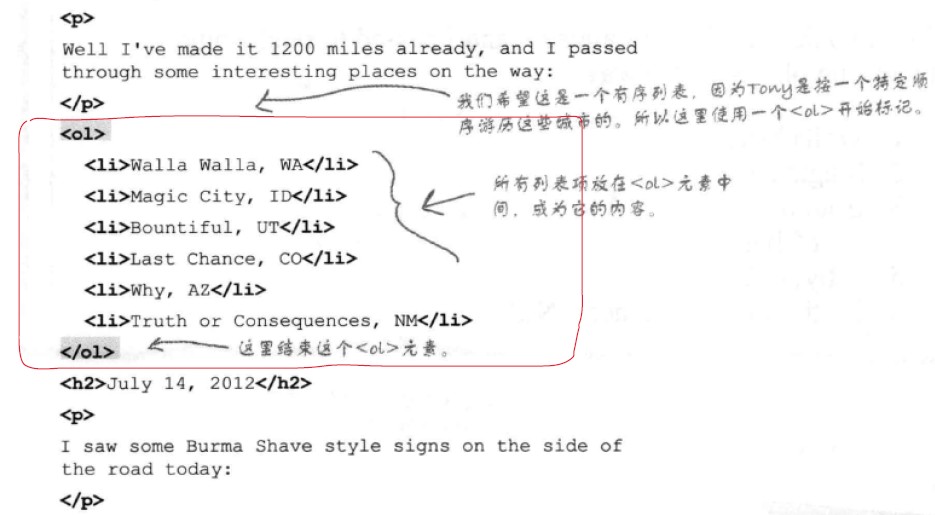 <p>
Well I've made it 1200 miles already, and I passed
through some interesting places on the way:
</p>
我们希望这是一个有序列表，因为Tony是按一个特定顺
序游历这些城市的。所以这里使用一个<ol>开始标记。
<ol>
<li>Walla Walla, WA</li>
<li>Magic City, ID</li>
所有列表项放在<ol>元素中
间，成为它的内容。
<li>Bountiful, UT</li>
<li>Last Chance, CO</li>
<li>Why, AZ</li>
<li>Truth or Consequences, NM</li>
</ol>
这里结束这个<ol>元素。
<h2>July 14, 2012</h2>
<p>
I saw some Burma Shave style signs on the side of
the road today:
</p>